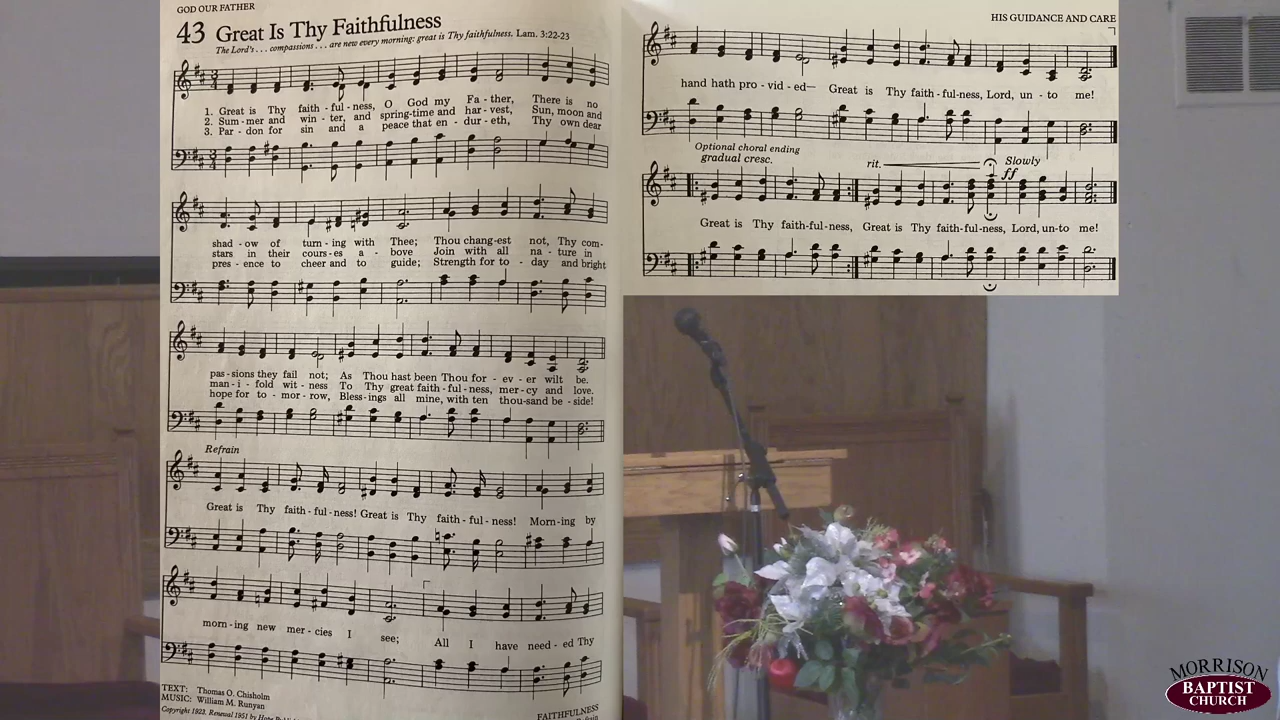 GOD OUR FATHER
43 Great Is Thy Faithfulness
The Lord's . . . compassions . . . are new every morning: great is Thy faithfulness. Lam. 3:22-23
1. Great is Thy faith - ful - ness, O God my Fa - ther, There is no
2. Sum - mer and win - ter, and spring-time and har - vest, Sun, moon and
3. Par - don for sin and a peace that en - dur - eth, Thy own dear
shad - ow of turn - ing with Thee; Thou chang-est not, Thy com-
stars in their cours - es a - bove Join with all na - ture in
pres - ence to cheer and to guide; Strength for to - day and bright
pas - sions they fail not; As Thou hast been Thou for - ev - er wilt be.
man - i - fold wit - ness To Thy great faith - ful - ness, mer - cy and love.
hope for to - mor - row, Bless - ings all mine, with ten thou-sand be - side!
Refrain
Great is Thy faith - ful - ness! Great is Thy faith - ful - ness! Morn - ing by
morn - ing new mer - cies I see; All I have need - ed Thy
TEXT: Thomas O. Chisholm
MUSIC: William M. Runyan
Copyright 1923. Renewal 1951 by Hope
FAITHFULNESS
HIS GUIDANCE AND CARE
hand hath pro - vid - ed— Great is Thy faith - ful - ness, Lord, un - to me!
Optional choral ending
gradual cresc.
rit.
Slowly
ff
Great is Thy faith-ful-ness, Great is Thy faith-ful-ness, Lord, un-to me!
MORRISON
BAPTIST
CHURCH